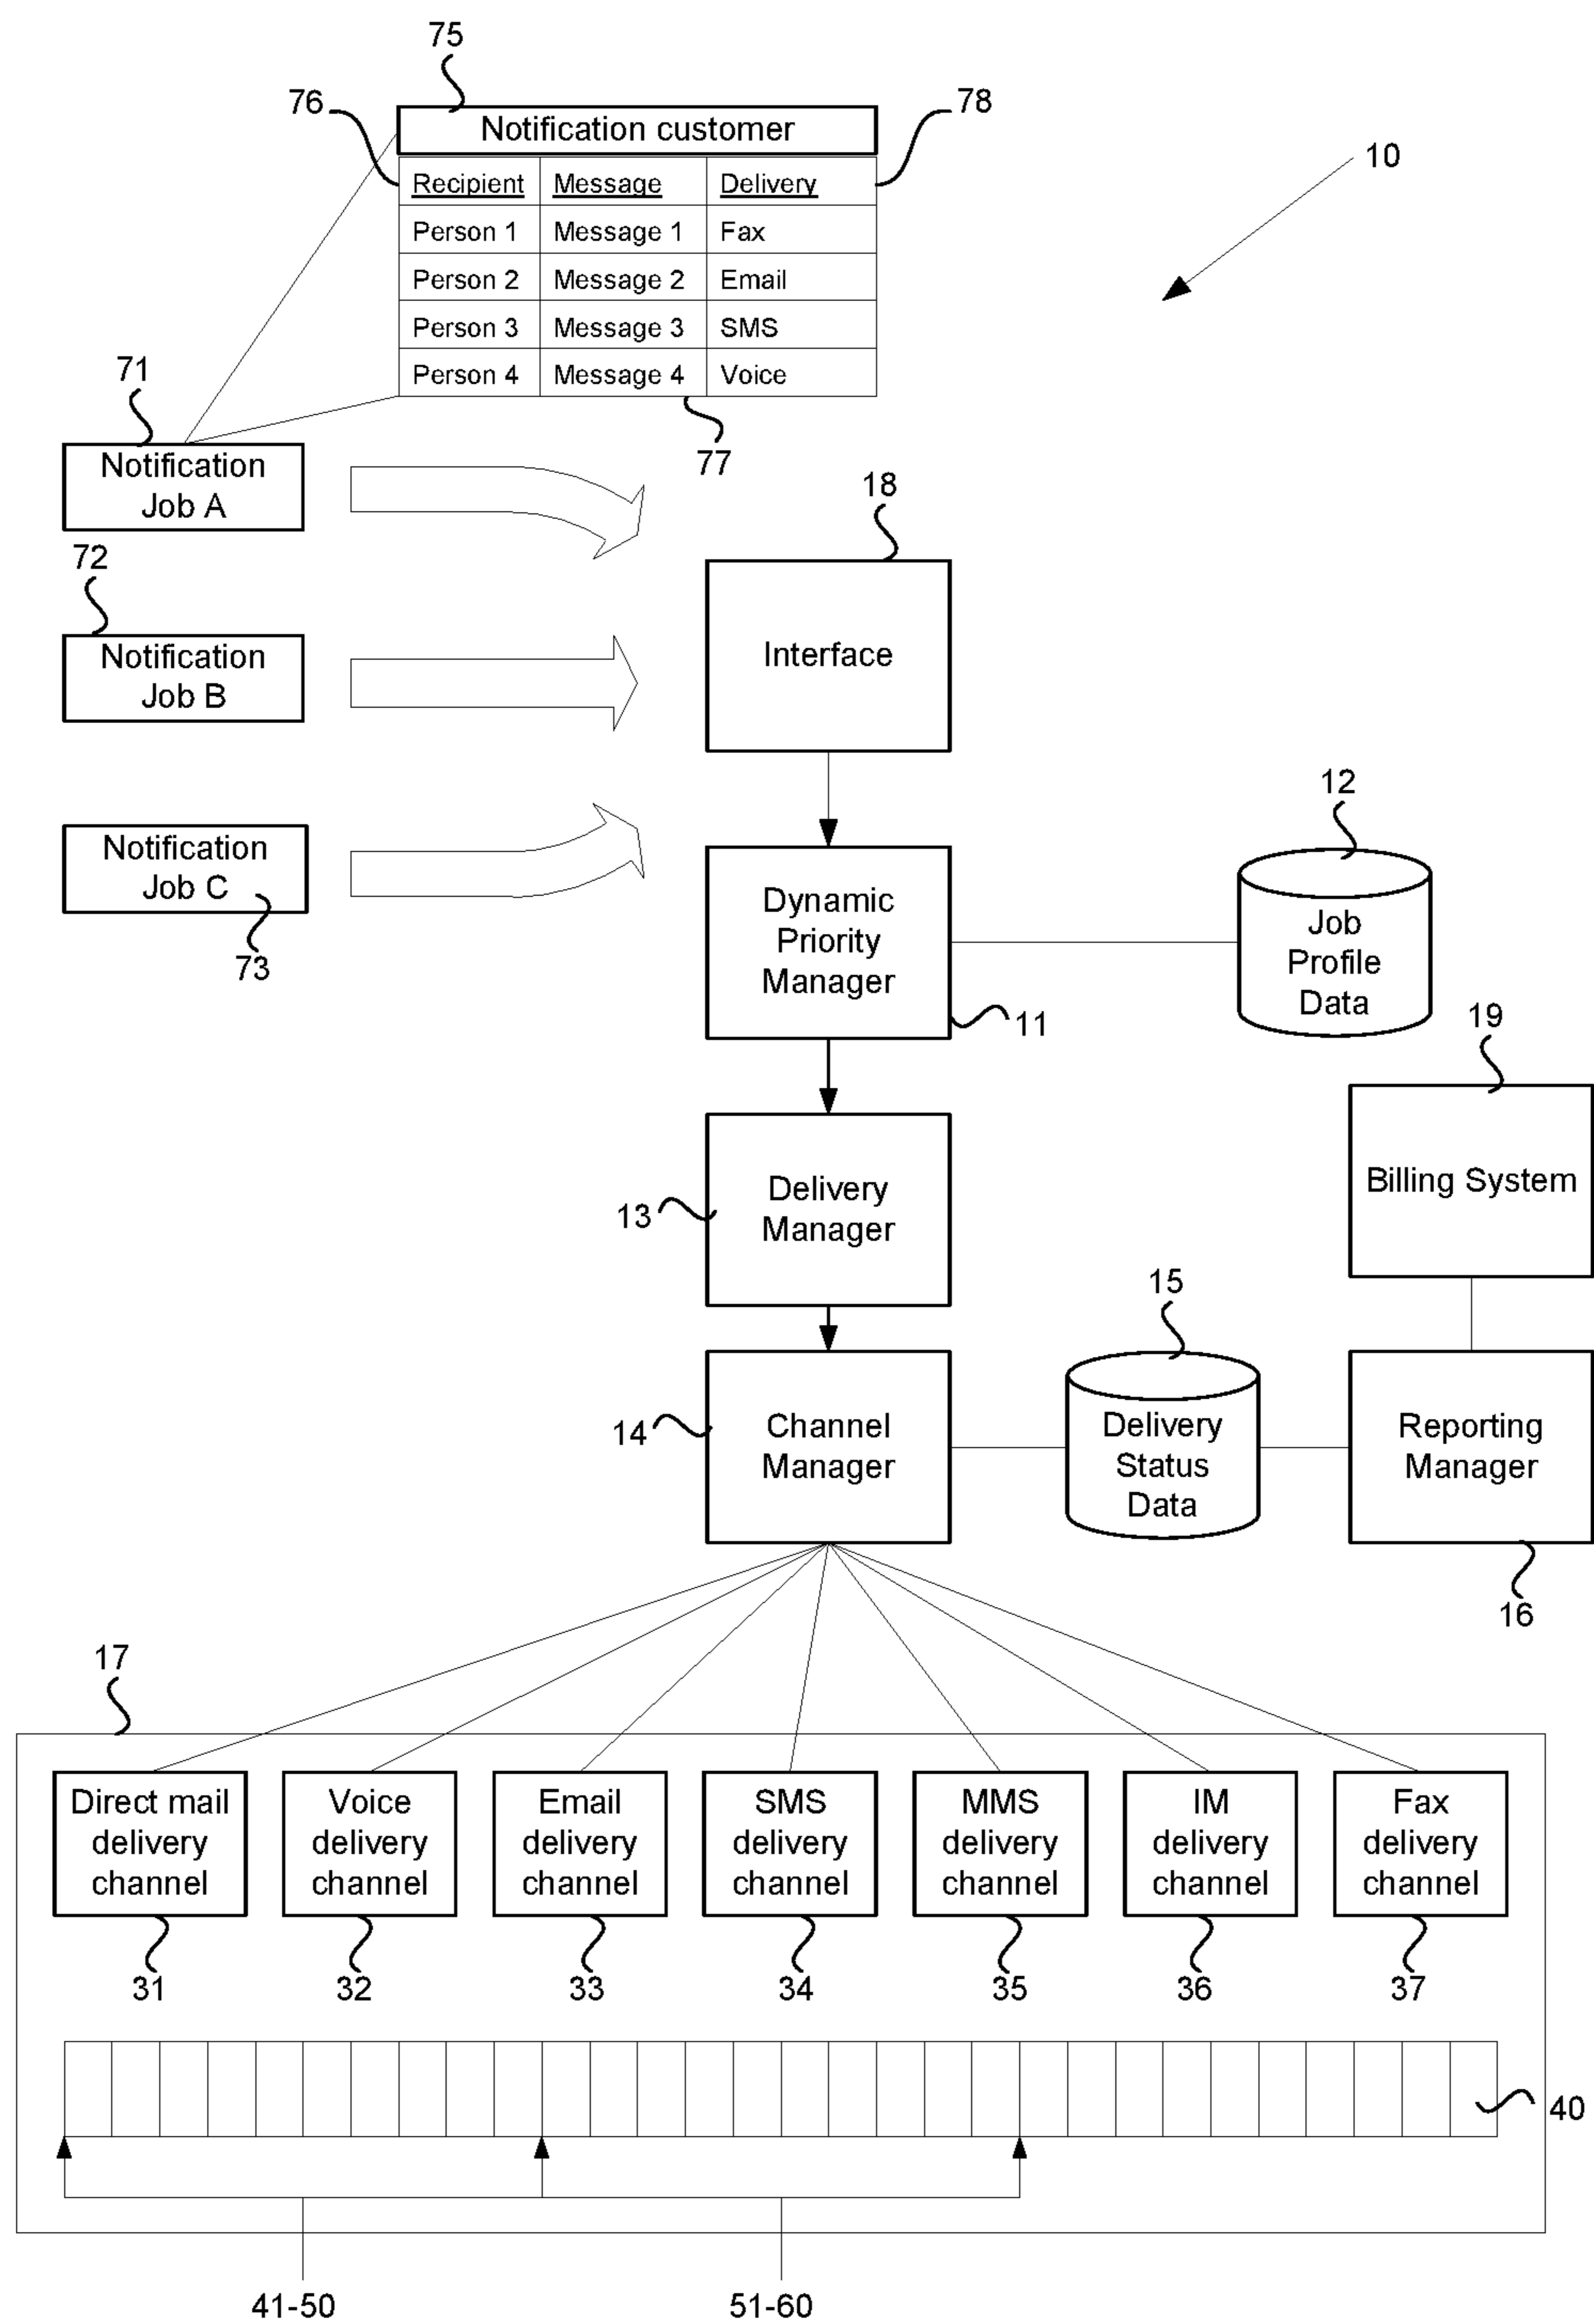 75
76
78
Notification customer
10
Recipient Message Delivery
Person 1 Message 1 Fax
Person 2 Message 2 Email
Person 3 Message 3 SMS
Person 4 Message 4 Voice
71
77
Notification
Job A
18
72
Notification
Job B
Interface
12
Notification
Job C
73
Dynamic
Priority
Manager
11
Job
Profile
Data
19
Billing System
Delivery
Manager
13
15
14
Channel
Manager
Delivery
Status
Data
Reporting
Manager
16
17
Direct mail
delivery
channel
Voice
delivery
channel
Email
delivery
channel
SMS
delivery
channel
MMS
delivery
channel
IM
delivery
channel
Fax
delivery
channel
31
32
33
34
35
36
37
40
41-50
51-60